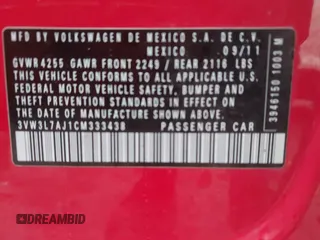 MFD BY VOLKSWAGEN DE MEXICO S.A. DE C.V.
MEXICO 09/11
GVWR 4255 GAWR FRONT 2249 / REAR 2116 LBS
THIS VEHICLE CONFORMS TO ALL APPLICABLE U.S.
FEDERAL MOTOR VEHICLE SAFETY, BUMPER AND
THEFT PREVENTION STANDARDS IN EFFECT ON
THE DATE OF MANUFACTURE SHOWN ABOVE.
3VW3L7AJ1CM333438 PASSENGER CAR
3946150 1003 M
DREAMBID